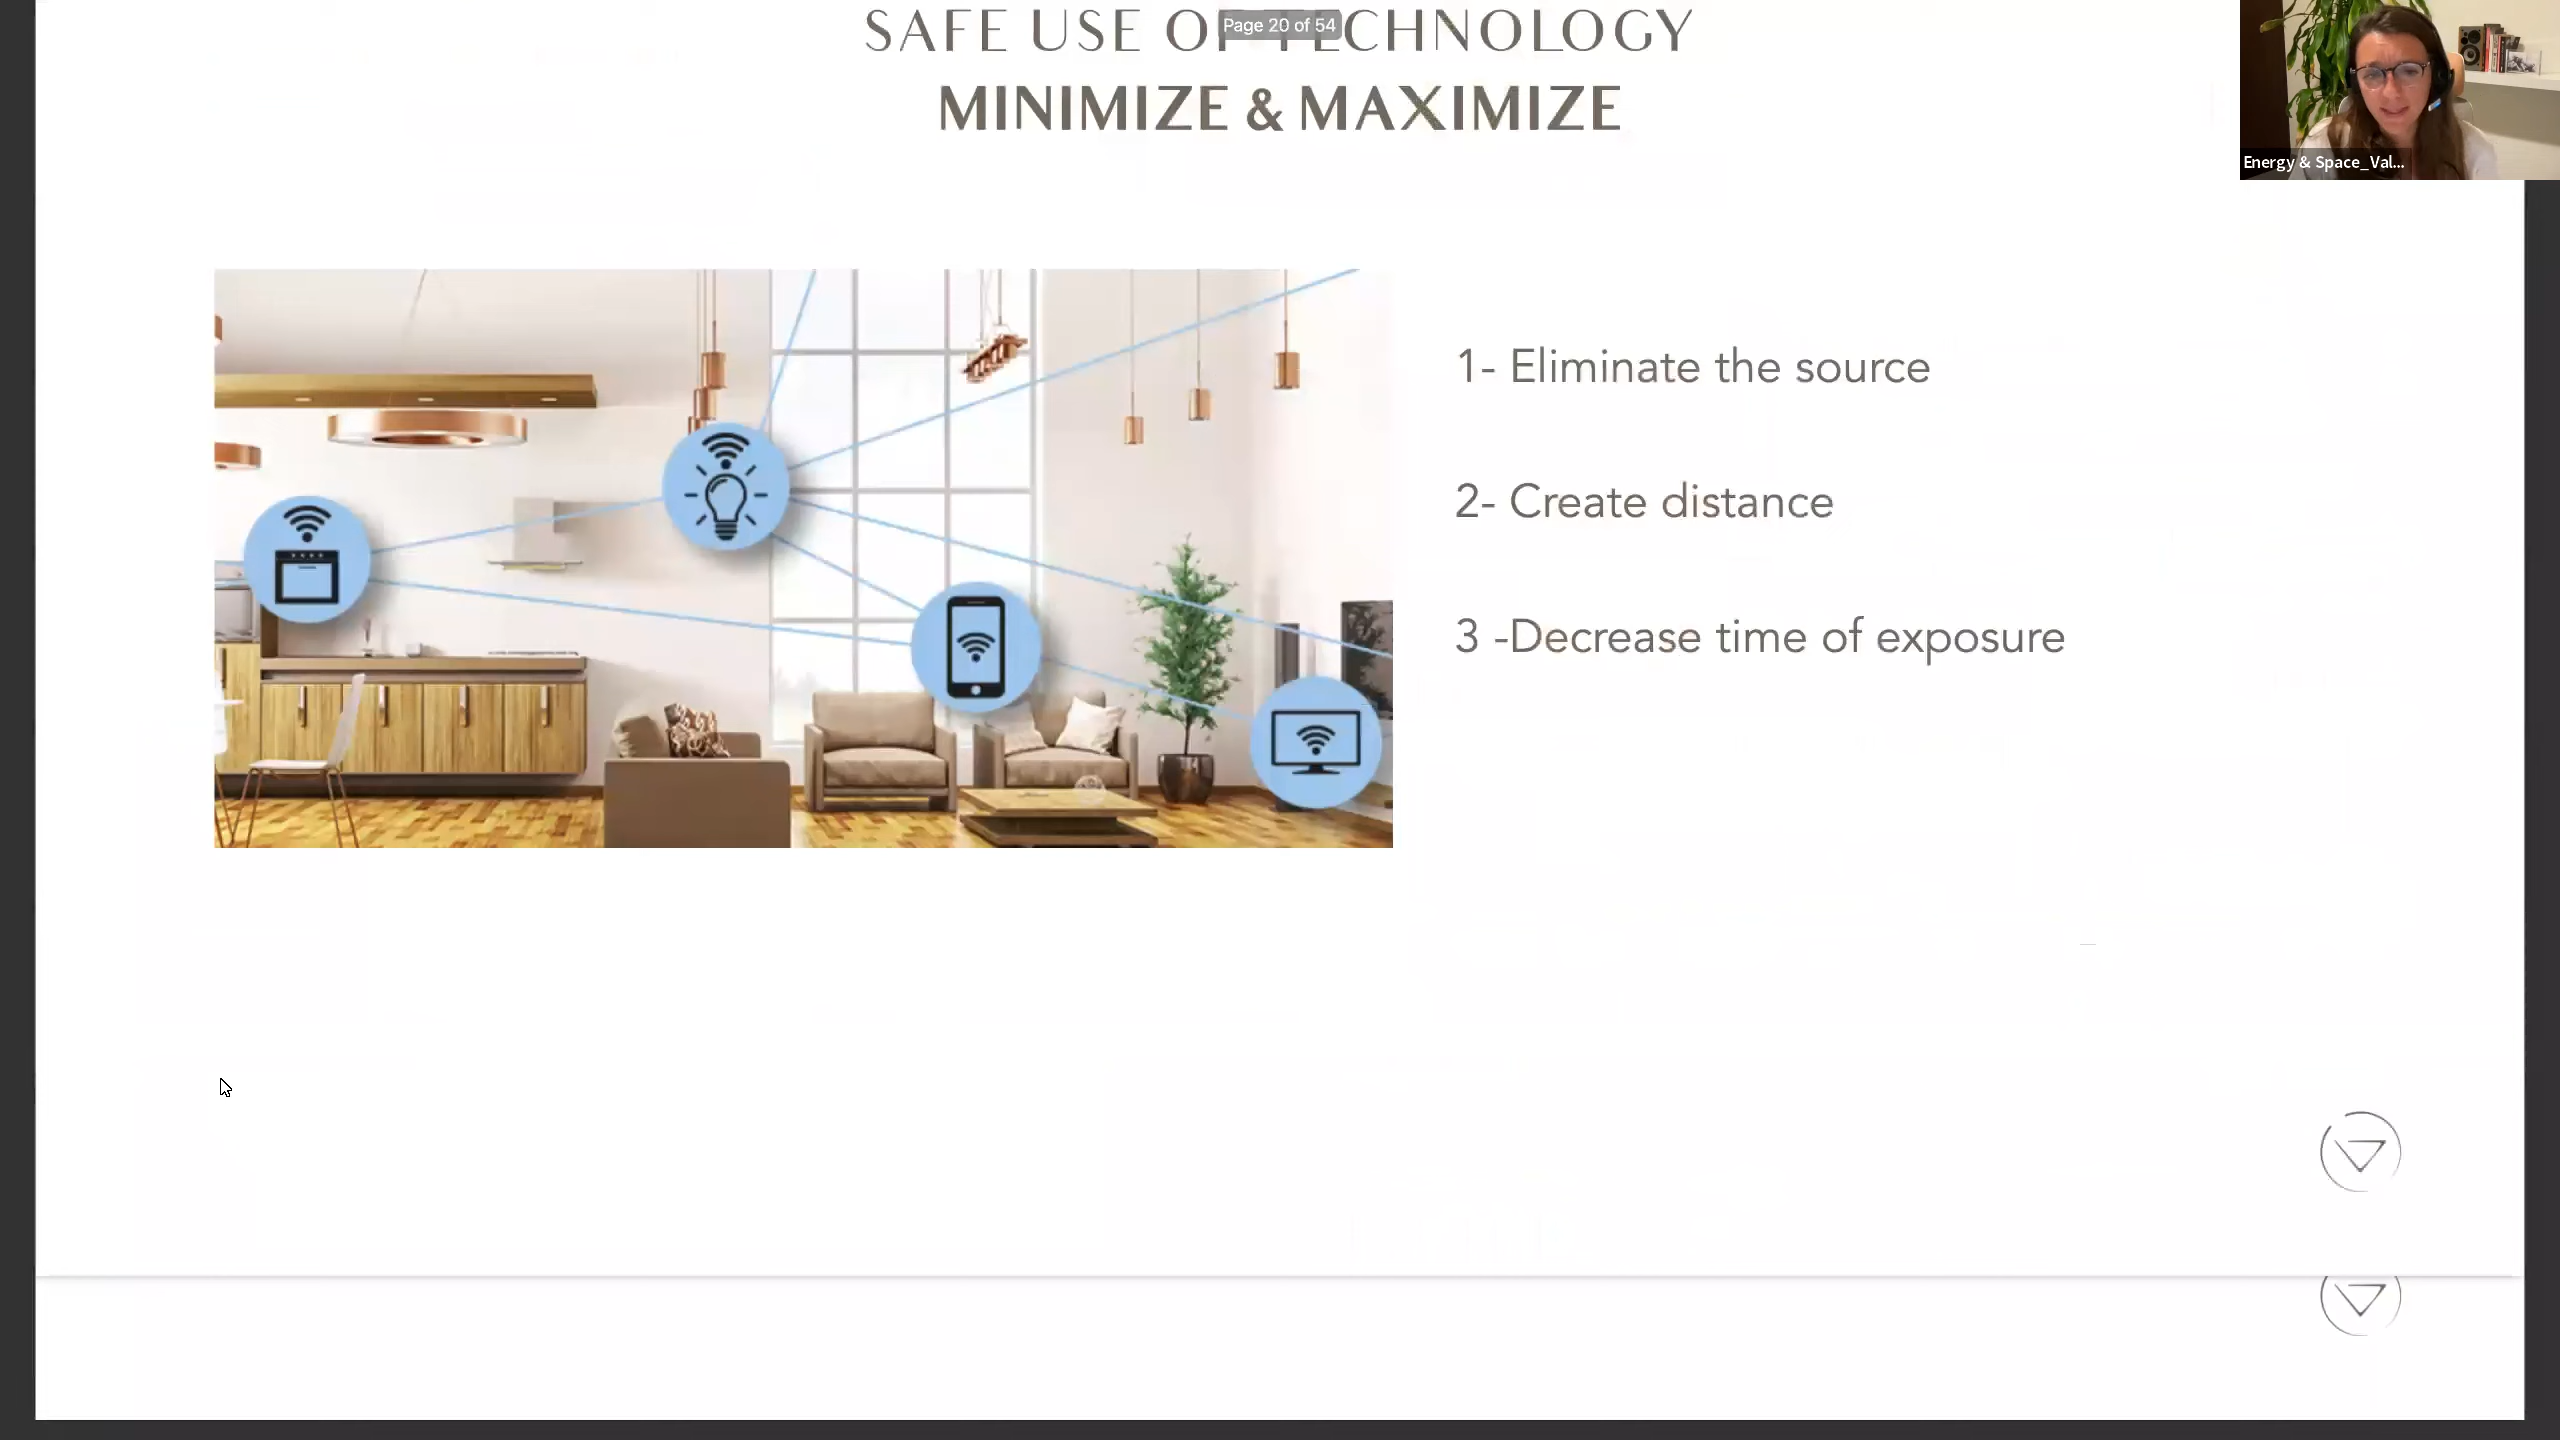 SAFE USE OF TECHNOLOGY
Page 20 of 54
MINIMIZE & MAXIMIZE
Energy & Space_Val...
1- Eliminate the source
2- Create distance
3 -Decrease time of exposure